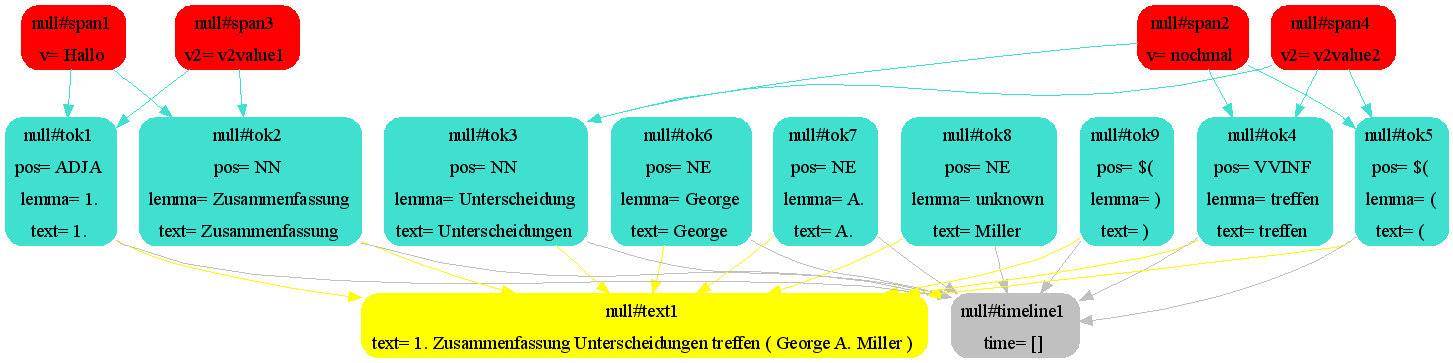 null#span1
v= Hallo
null#span3
v2= v2value1
null#span2
v= nochmal
null#span4
v2= v2value2
null#tok1
pos= ADJA
lemma= 1.
text= 1.
null#tok2
pos= NN
lemma= Zusammenfassung
text= Zusammenfassung
null#tok3
pos= NN
lemma= Unterscheidung
text= Unterscheidungen
null#tok6
pos= NE
lemma= George
text= George
null#tok7
pos= NE
lemma= A.
text= A.
null#tok8
pos= NE
lemma= unknown
text= Miller
null#tok9
pos= $(
lemma= )
text= )
null#tok4
pos= VVINF
lemma= treffen
text= treffen
null#tok5
pos= $(
lemma= (
text= (
null#text1
text= 1. Zusammenfassung Unterscheidungen treffen ( George A. Miller )
null#timeline1
time= []